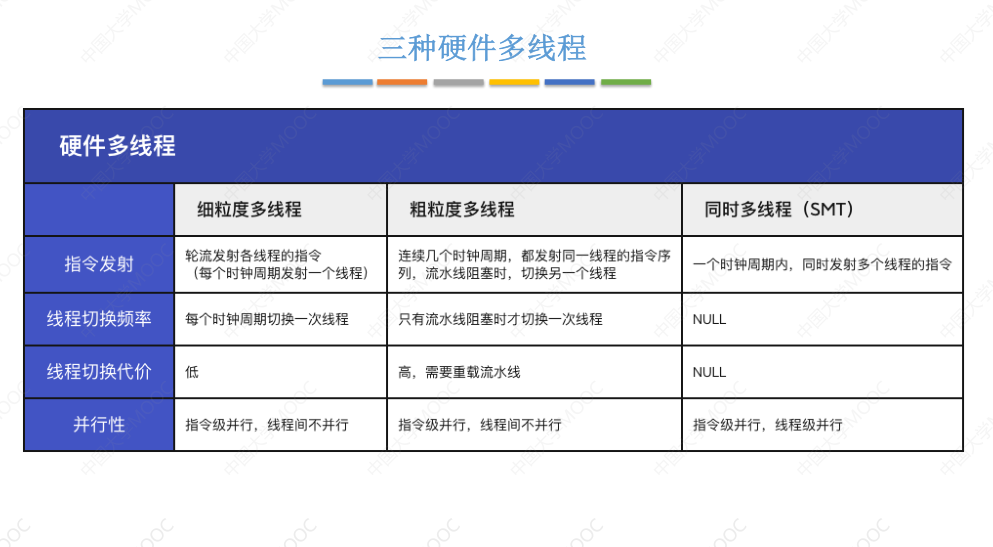 三种硬件多线程
硬件多线程
细粒度多线程
粗粒度多线程
同时多线程（SMT）
指令发射
轮流发射各线程的指令
（每个时钟周期发射一个线程）
连续几个时钟周期，都发射同一线程的指令序
列，流水线阻塞时，切换另一个线程
一个时钟周期内，同时发射多个线程的指令
线程切换频率
每个时钟周期切换一次线程
只有流水线阻塞时才切换一次线程
NULL
线程切换代价
低
高，需要重载流水线
NULL
并行性
指令级并行，线程间不并行
指令级并行，线程间不并行
指令级并行，线程级并行
中国大学MOOC